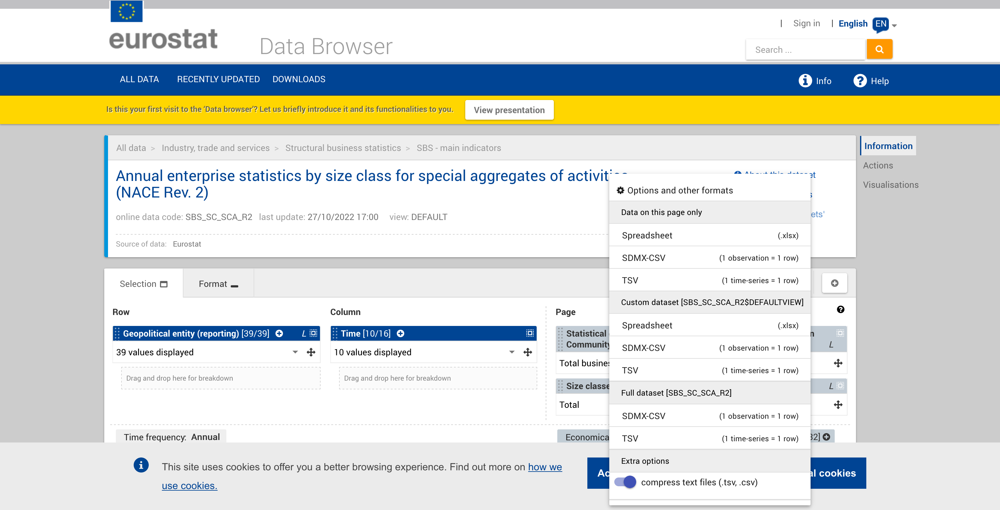 eurostat
Data Browser
| Sign in | English EN
Search ...
ALL DATA RECENTLY UPDATED DOWNLOADS
Info Help
Is this your first visit to the ‘Data browser’? Let us briefly introduce it and its functionalities to you.
View presentation
All data > Industry, trade and services > Structural business statistics > SBS - main indicators
Annual enterprise statistics by size class for special aggregates of
(NACE Rev. 2)
online data code: SBS_SC_SCA_R2 last update: 27/10/2022 17:00 view: DEFAULT
Source of data: Eurostat
About this dataset
Information
Actions
Visualisations
Options and other formats
Data on this page only
Spreadsheet (.xlsx)
SDMX-CSV (1 observation = 1 row)
TSV (1 time-series = 1 row)
Custom dataset [SBS_SC_SCA_R2$DEFAULTVIEW]
Spreadsheet (.xlsx)
SDMX-CSV (1 observation = 1 row)
TSV (1 time-series = 1 row)
Full dataset [SBS_SC_SCA_R2]
SDMX-CSV (1 observation = 1 row)
TSV (1 time-series = 1 row)
Extra options
compress text files (.tsv, .csv)
Selection Format
Row
Geopolitical entity (reporting) [39/39] L
39 values displayed
Drag and drop here for breakdown
Column
Time [10/16]
10 values displayed
Drag and drop here for breakdown
Page
Statistical
Community L
Total
Size L
Total
Time frequency: Annual
This site uses cookies to offer you a better browsing experience. Find out more on how we
use cookies.
cookies